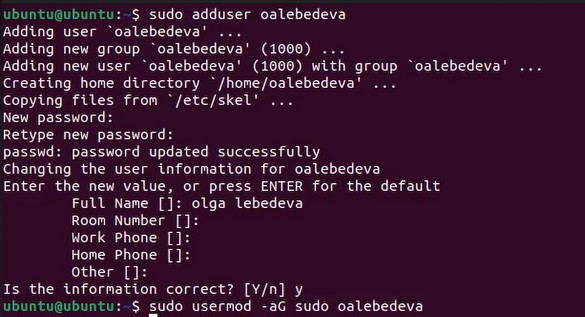 ubuntu@ubuntu:~$ sudo adduser oalebedeva
Adding user `oalebedeva' ...
Adding new group `oalebedeva' (1000) ...
Adding new user `oalebedeva' (1000) with group `oalebedeva' ...
Creating home directory `/home/oalebedeva' ...
Copying files from `/etc/skel' ...
New password:
Retype new password:
passwd: password updated successfully
Changing the user information for oalebedeva
Enter the new value, or press ENTER for the default
        Full Name []: olga lebedeva
        Room Number []:
        Work Phone []:
        Home Phone []:
        Other []:
Is the information correct? [Y/n] y
ubuntu@ubuntu:~$ sudo usermod -aG sudo oalebedeva